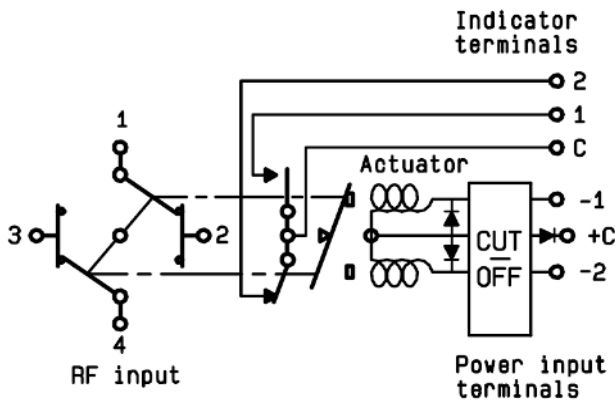 Indicator
terminals
2
1
C
1
Actuator
-1
3
2
CUT
OFF
+C
-2
4
RF input
Power input
terminals